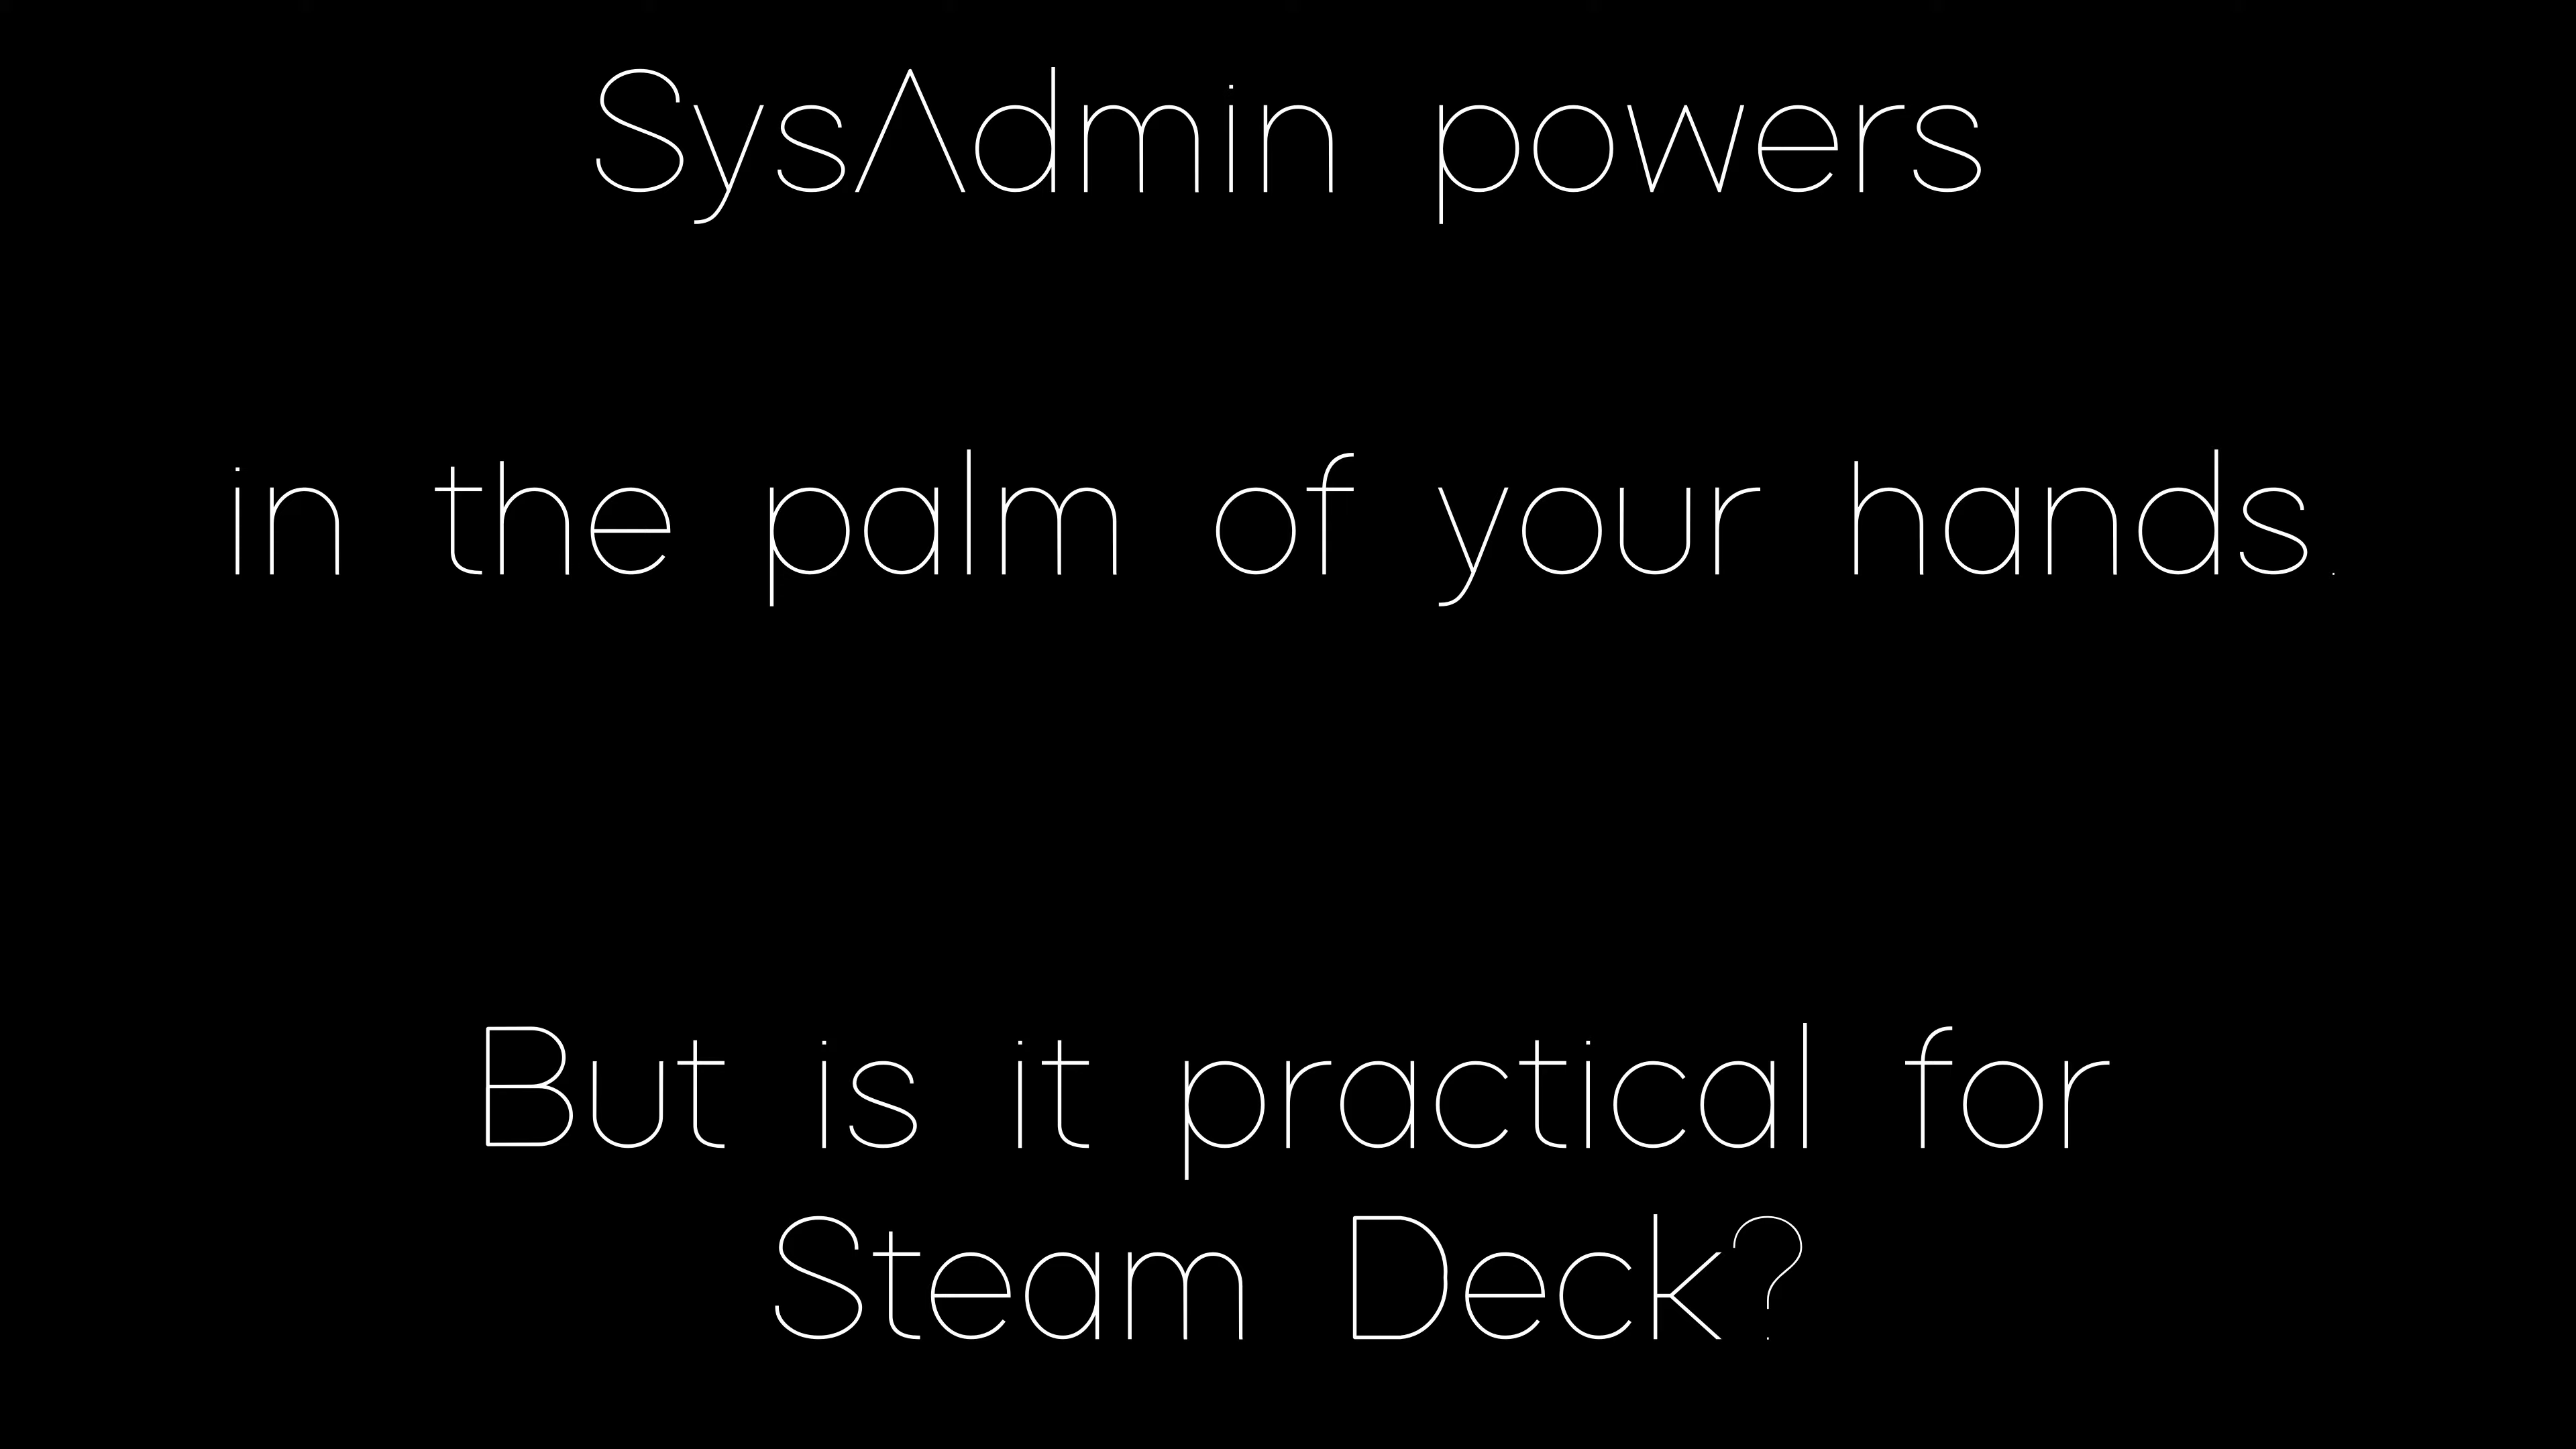 SysAdmin powers
in the palm of your hands.
But is it practical for
Steam Deck?